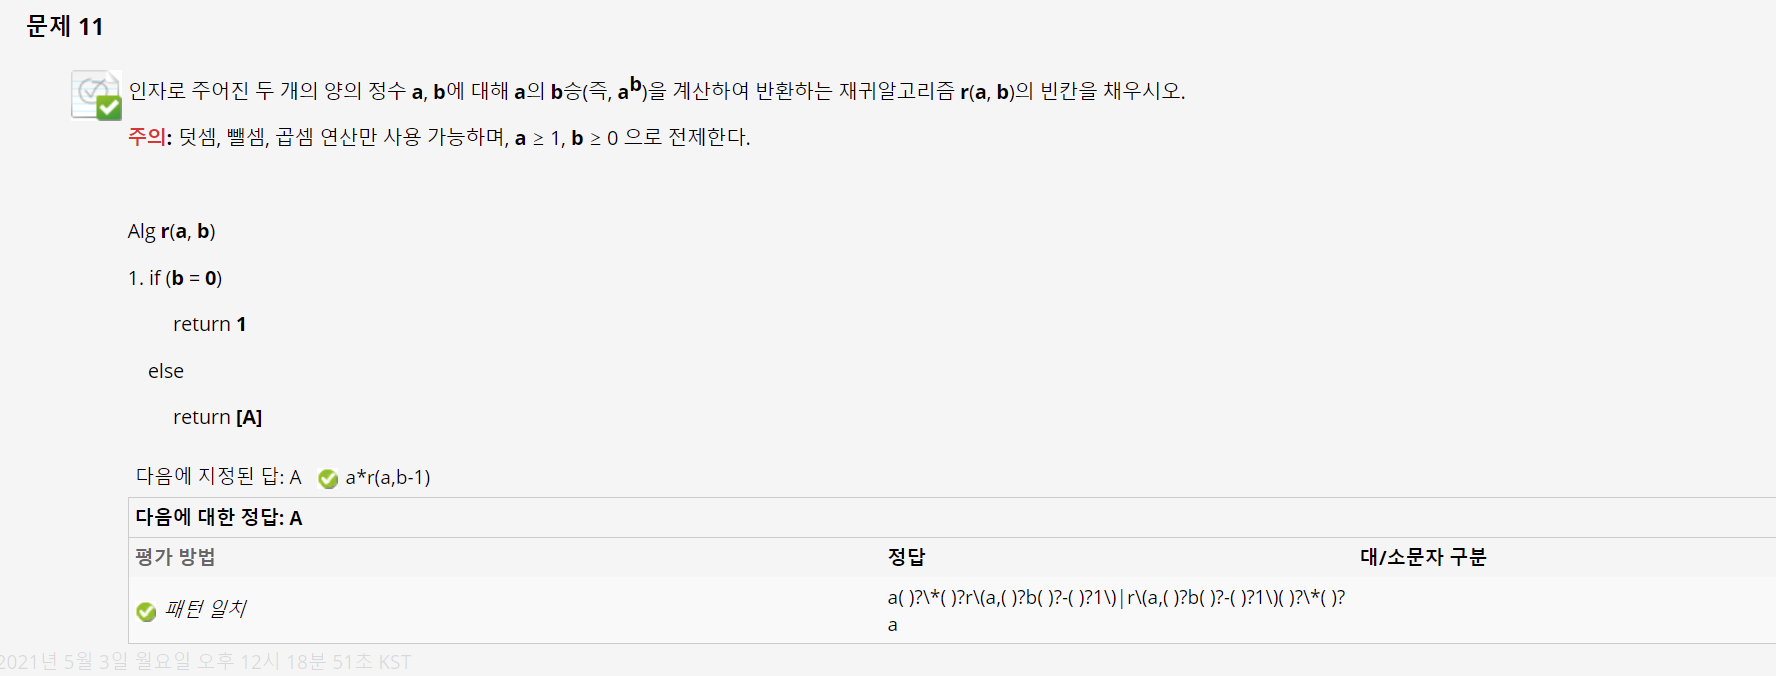 문제 11
인자로 주어진 두 개의 양의 정수 a, b에 대해 a의 b승(즉, a^b)을 계산하여 반환하는 재귀알고리즘 r(a, b)의 빈칸을 채우시오.
주의: 덧셈, 뺄셈, 곱셈 연산만 사용 가능하며, a ≥ 1, b ≥ 0 으로 전제한다.
Alg r(a, b)
1. if (b = 0)
return 1
else
return [A]
다음에 지정된 답: A a*r(a,b-1)
다음에 대한 정답: A
평가 방법 정답 대/소문자 구분
패턴 일치 a( )?\*( )?r\(a,( )?b( )?-( )?1\)|r\(a,( )?b( )?-( )?1\)( )?\*( )?
a
2021년 5월 3일 월요일 오후 12시 18분 51초 KST